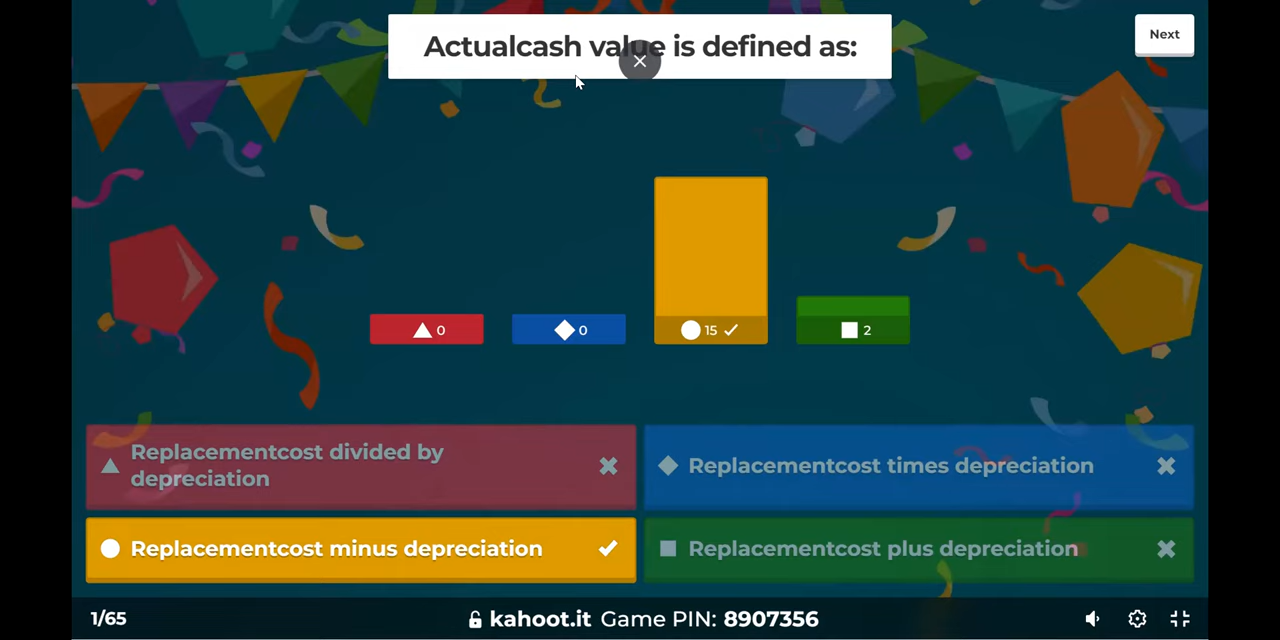 Actualcash value is defined as:
Next
0
0
15
2
Replacementcost divided by
depreciation
Replacementcost times depreciation
Replacementcost minus depreciation
Replacementcost plus depreciation
1/65
kahoot.it Game PIN: 8907356